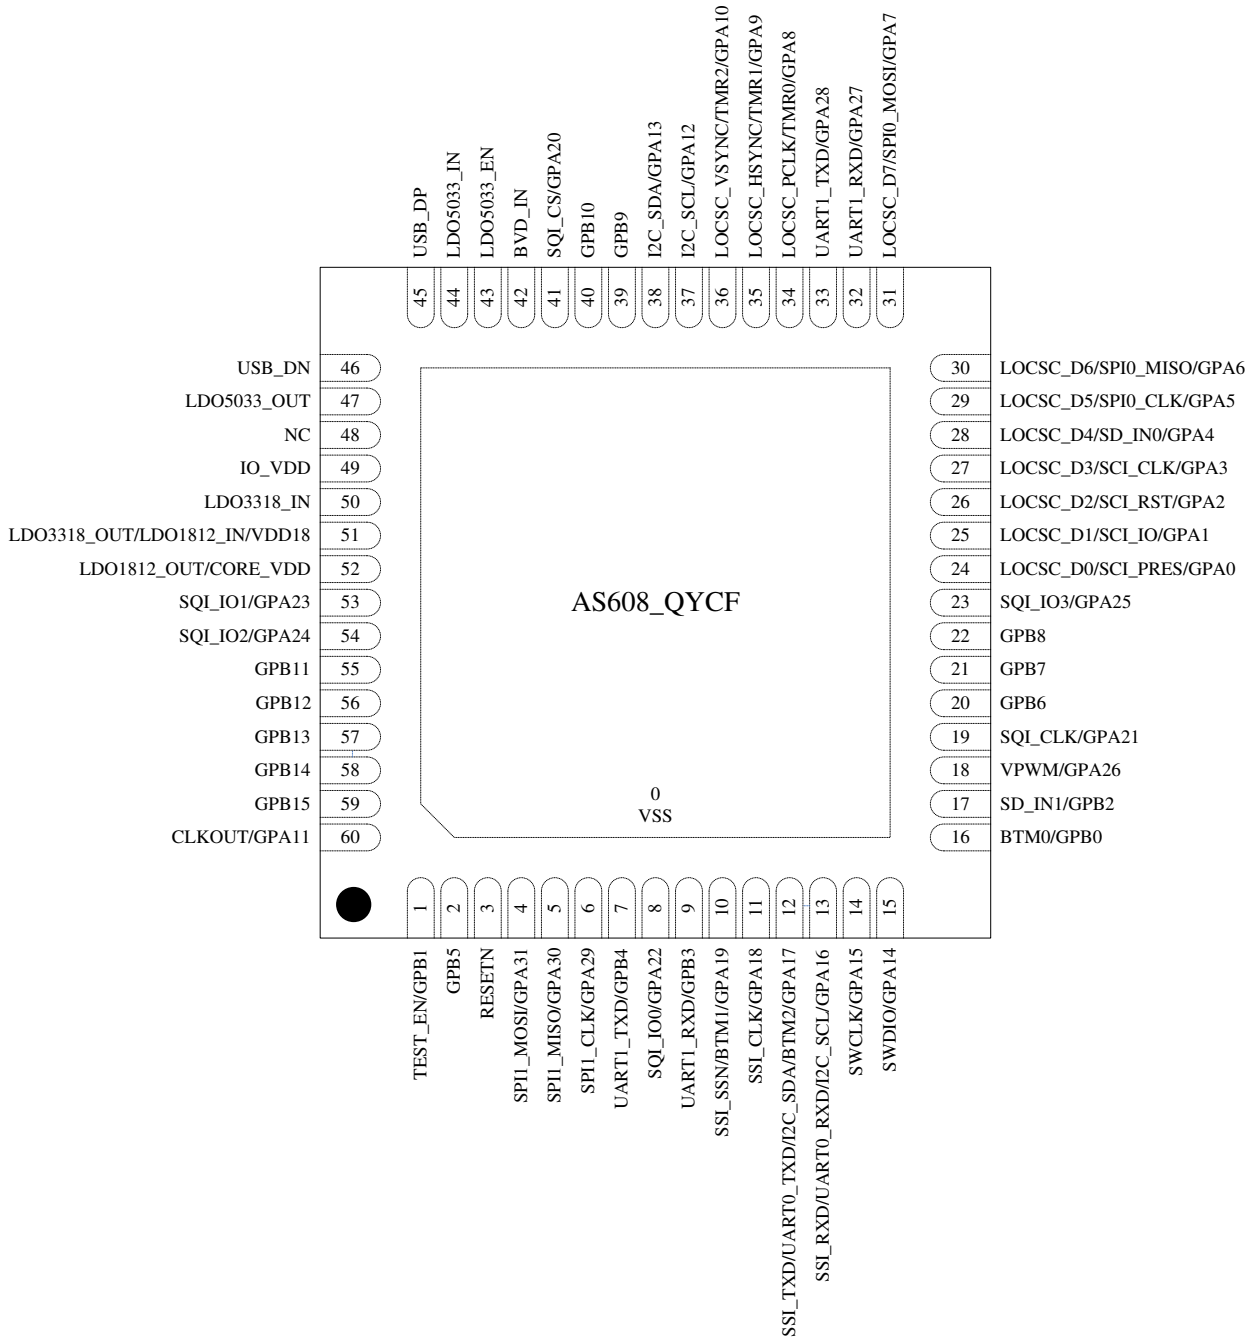 USB_DP
LDO5033_IN
LDO5033_EN
BVD_IN
SQI_CS/GPA20
GPB10
GPB9
I2C_SDA/GPA13
I2C_SCL/GPA12
LOCSC_VSYNC/TMR2/GPA10
LOCSC_HSYNC/TMR1/GPA9
LOCSC_PCLK/TMR0/GPA8
UART1_TXD/GPA28
UART1_RXD/GPA27
LOCSC_D7/SPI0_MOSI/GPA7
45
44
43
42
41
40
39
38
37
36
35
34
33
32
31
USB_DN 46
LDO5033_OUT 47
NC 48
IO_VDD 49
LDO3318_IN 50
LDO3318_OUT/LDO1812_IN/VDD18 51
LDO1812_OUT/CORE_VDD 52
SQI_IO1/GPA23 53
SQI_IO2/GPA24 54
GPB11 55
GPB12 56
GPB13 57
GPB14 58
GPB15 59
CLKOUT/GPA11 60
AS608_QYCF
0
VSS
30 LOCSC_D6/SPI0_MISO/GPA6
29 LOCSC_D5/SPI0_CLK/GPA5
28 LOCSC_D4/SD_IN0/GPA4
27 LOCSC_D3/SCI_CLK/GPA3
26 LOCSC_D2/SCI_RST/GPA2
25 LOCSC_D1/SCI_IO/GPA1
24 LOCSC_D0/SCI_PRES/GPA0
23 SQI_IO3/GPA25
22 GPB8
21 GPB7
20 GPB6
19 SQI_CLK/GPA21
18 VPWM/GPA26
17 SD_IN1/GPB2
16 BTM0/GPB0
1
2
3
4
5
6
7
8
9
10
11
12
13
14
15
TEST_EN/GPB1
GPB5
RESETN
SPI1_MOSI/GPA31
SPI1_MISO/GPA30
SPI1_CLK/GPA29
UART1_TXD/GPB4
SQI_IO0/GPA22
UART1_RXD/GPB3
SSI_SSN/BTM1/GPA19
SSI_CLK/GPA18
SSI_TXD/UART0_TXD/I2C_SDA/BTM2/GPA17
SSI_RXD/UART0_RXD/I2C_SCL/GPA16
SWCLK/GPA15
SWDIO/GPA14